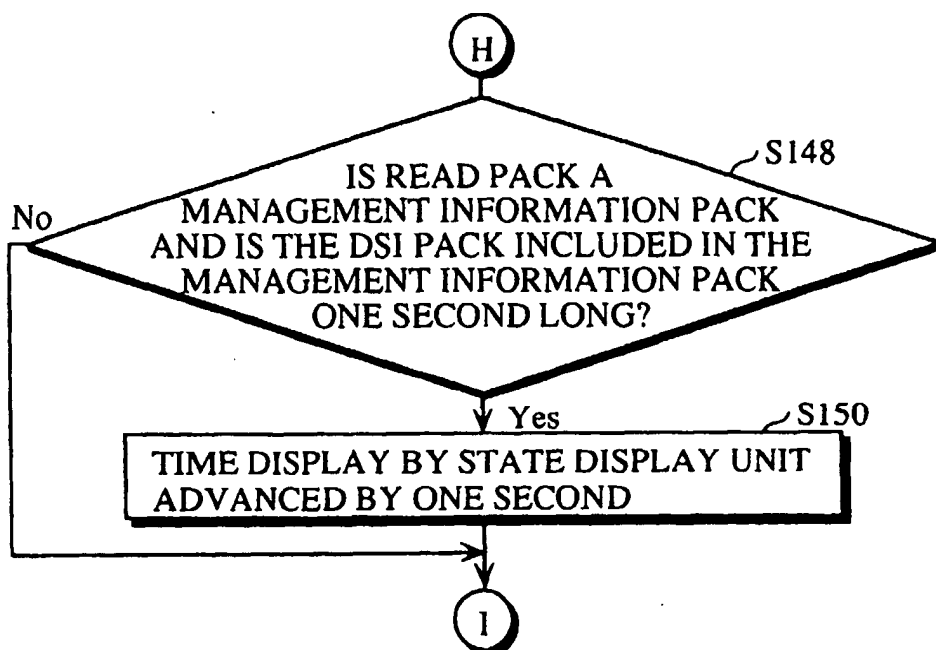 H
S148
IS READ PACK A
MANAGEMENT INFORMATION PACK
AND IS THE DSI PACK INCLUDED IN THE
MANAGEMENT INFORMATION PACK
ONE SECOND LONG?
No
Yes
S150
TIME DISPLAY BY STATE DISPLAY UNIT
ADVANCED BY ONE SECOND
I